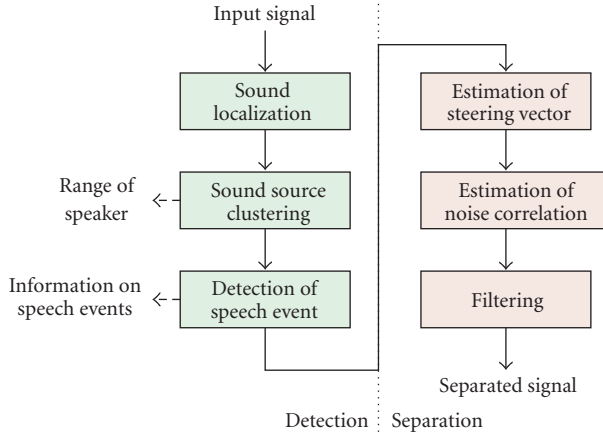 Input signal
Sound
localization
Range of
speaker
Sound source
clustering
Information on
speech events
Detection of
speech event
Estimation of
steering vector
Estimation of
noise correlation
Filtering
Separated signal
Detection
Separation